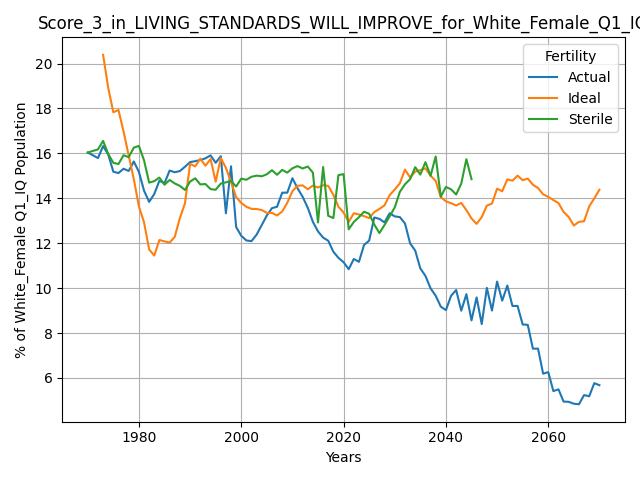 Score_3_in_LIVING_STANDARDS_WILL_IMPROVE_for_White_Female_Q1_IQ
Fertility
Actual
Ideal
Sterile
% of White_Female Q1_IQ Population
20
18
16
14
12
10
8
6
1980
2000
2020
2040
2060
Years